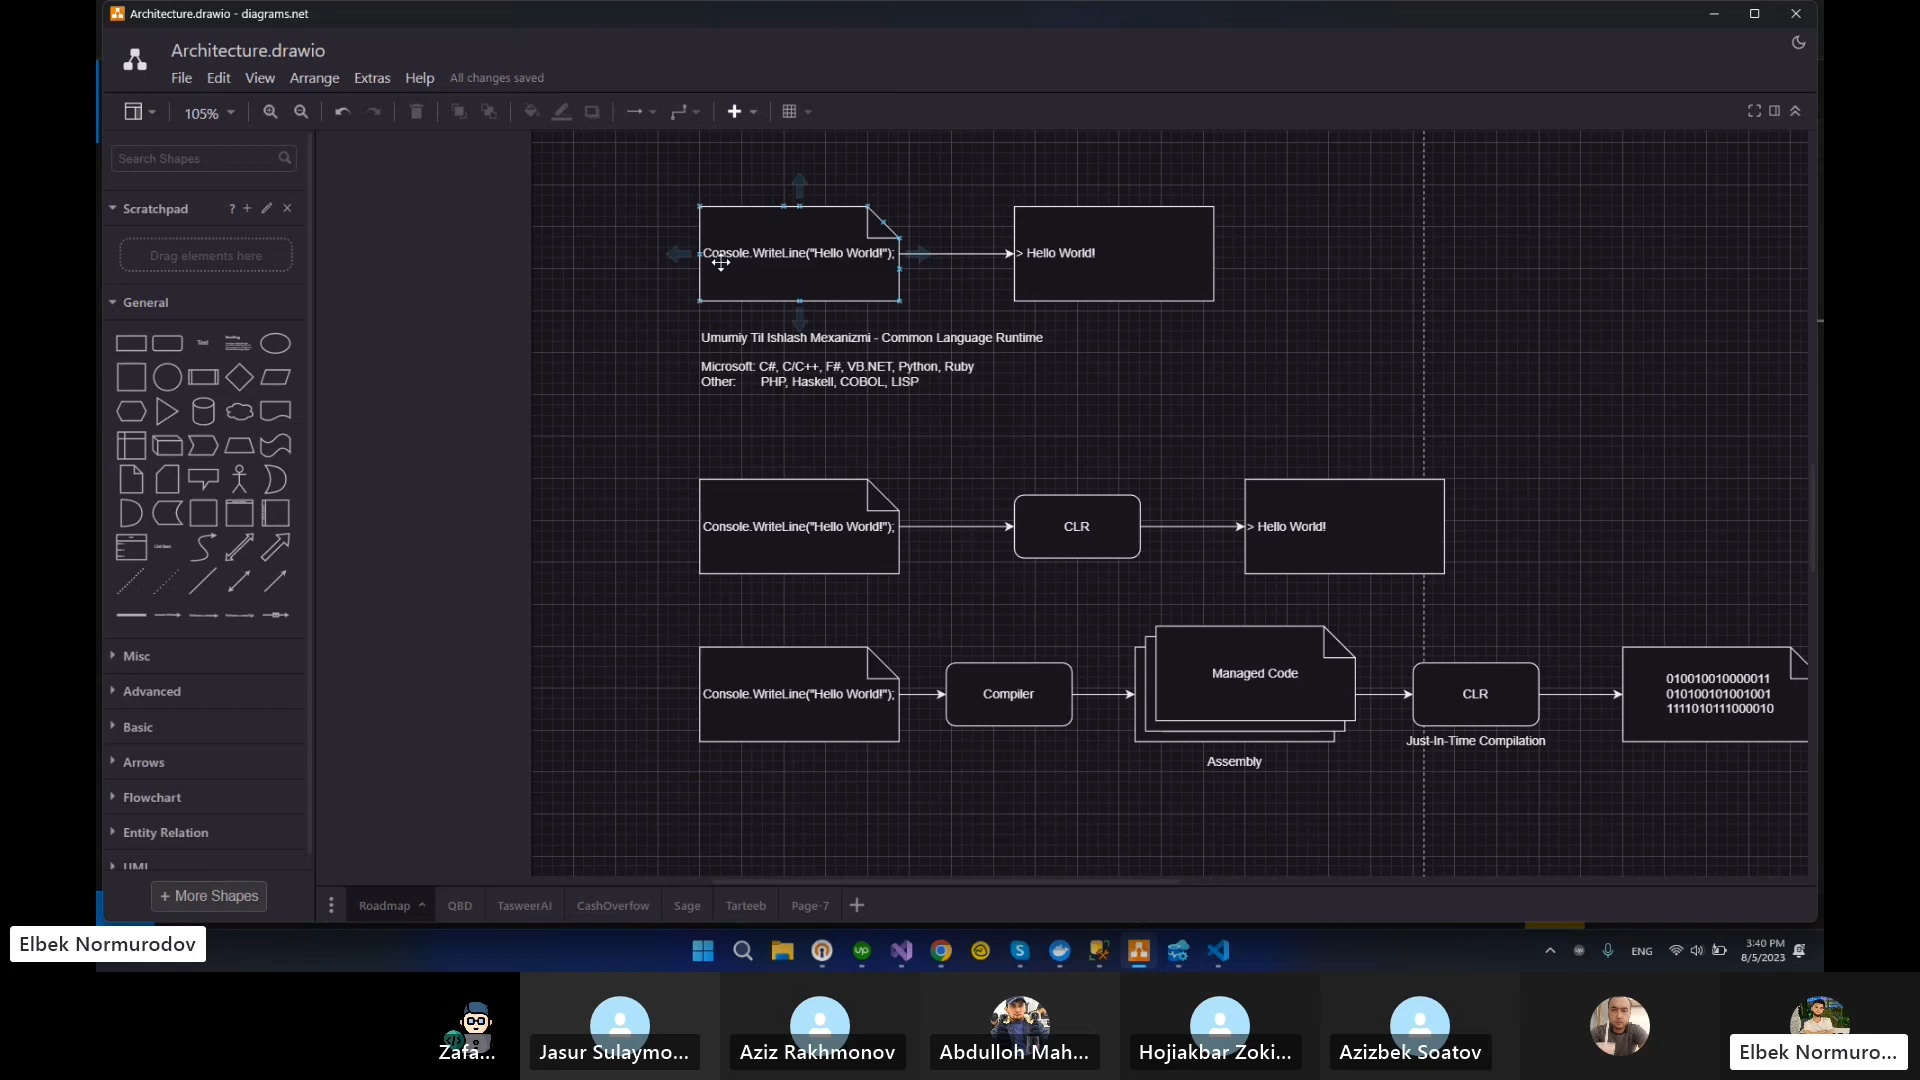 Architecture.drawio - diagrams.net
Architecture.drawio
File Edit View Arrange Extras Help All changes saved
105%
Search Shapes
Scratchpad ? + ×
Drag elements here
General
Text
Misc
Advanced
Basic
Arrows
Flowchart
Entity Relation
UML
+ More Shapes
Console.WriteLine("Hello World!");
> Hello World!
Umumiy Til Ishlash Mexanizmi - Common Language Runtime
Microsoft: C#, C/C++, F#, VB.NET, Python, Ruby
Other: PHP, Haskell, COBOL, LISP
Console.WriteLine("Hello World!");
CLR
> Hello World!
Console.WriteLine("Hello World!");
Compiler
Managed Code
Assembly
CLR
Just-In-Time Compilation
010010010000011
010100101001001
1111010111000010
Roadmap QBD TasweerAI CashOverfow Sage Tarteeb Page-7 +
Elbek Normurodov
ENG
3:40 PM
8/5/2023
Zafa...
Jasur Sulaymo...
Aziz Rakhmonov
Abdulloh Mah...
Hojiakbar Zoki...
Azizbek Soatov
Elbek Normuro...